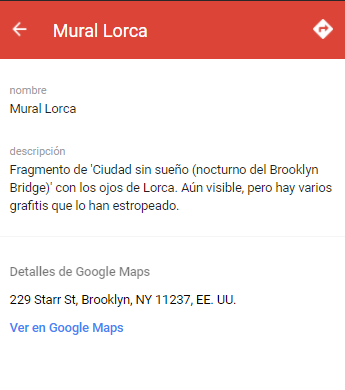 Mural Lorca
nombre
Mural Lorca
descripción
Fragmento de 'Ciudad sin sueño (nocturno del Brooklyn
Bridge)' con los ojos de Lorca. Aún visible, pero hay varios
grafitis que lo han estropeado.
Detalles de Google Maps
229 Starr St, Brooklyn, NY 11237, EE. UU.
Ver en Google Maps